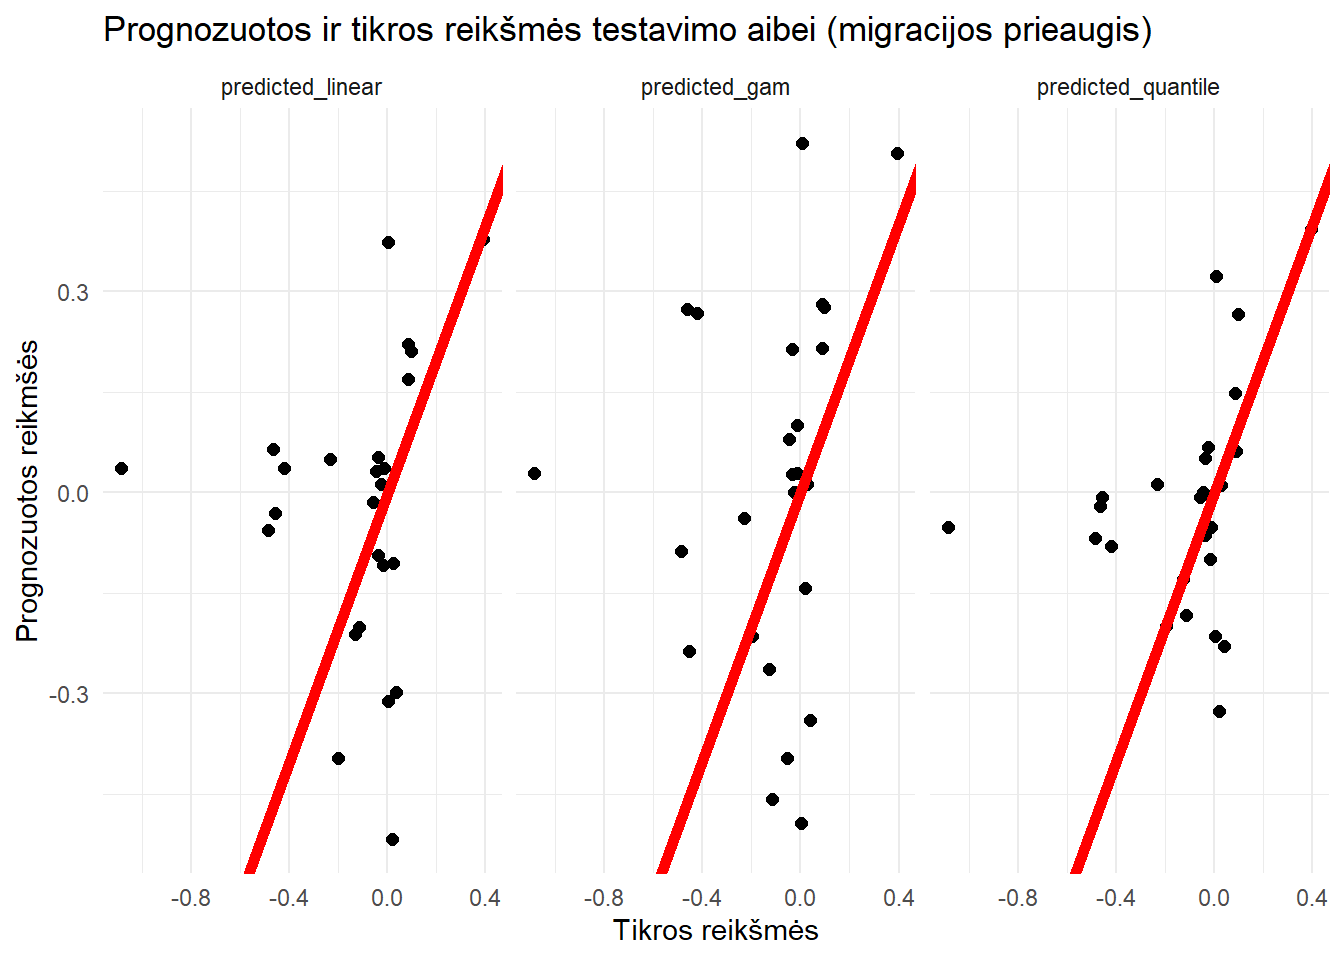 Prognozuotos ir tikros reikšmės testavimo aibei (migracijos prieaugis)
predicted_linear predicted_gam predicted_quantile
Prognozuotos reikmšės
0.3
0.0
-0.3
-0.8 -0.4 0.0 0.4 -0.8 -0.4 0.0 0.4 -0.8 -0.4 0.0 0.4
Tikros reikšmės